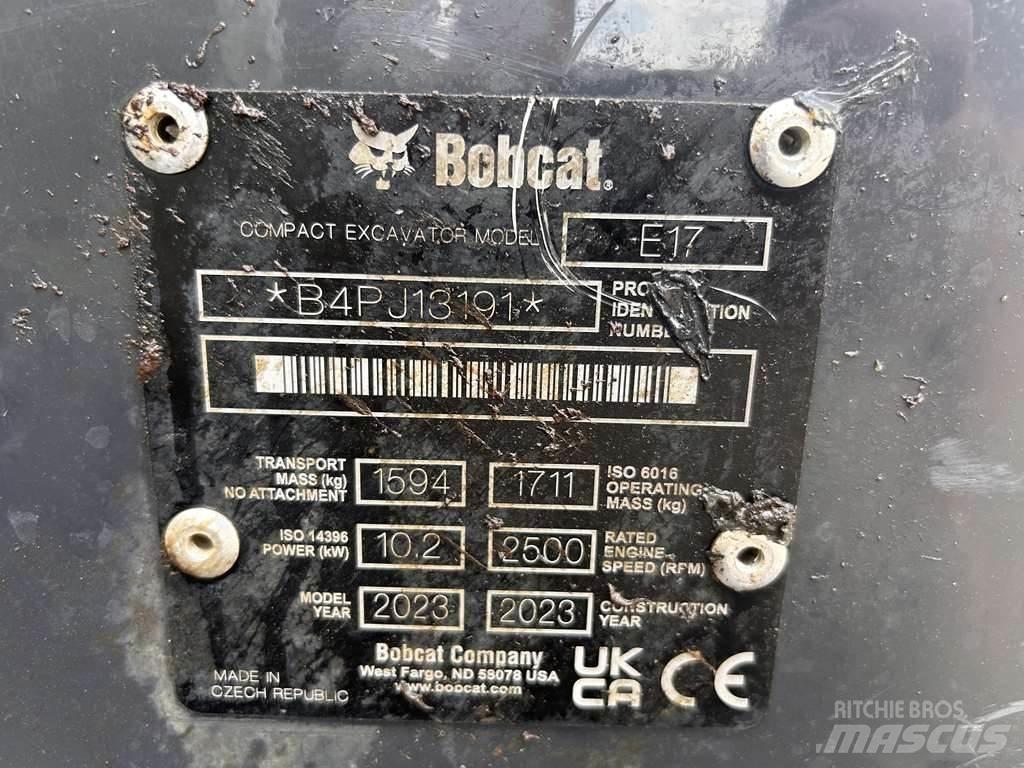 Bobcat®
COMPACT EXCAVATOR MODEL E17
*B4PJ13191*
PRO
IDEN TION
NUMBE
TRANSPORT MASS (kg) NO ATTACHMENT 1594
1711 ISO 6016 OPERATING MASS (kg)
ISO 14396 POWER (kW) 10.2
2500 RATED ENGINE SPEED (RPM)
MODEL YEAR 2023
2023 CONSTRUCTION YEAR
Bobcat Company
West Fargo, ND 58078 USA
www.bobcat.com
MADE IN
CZECH REPUBLIC
UK
CA
CE
RITCHIE BROS.
MASCUS